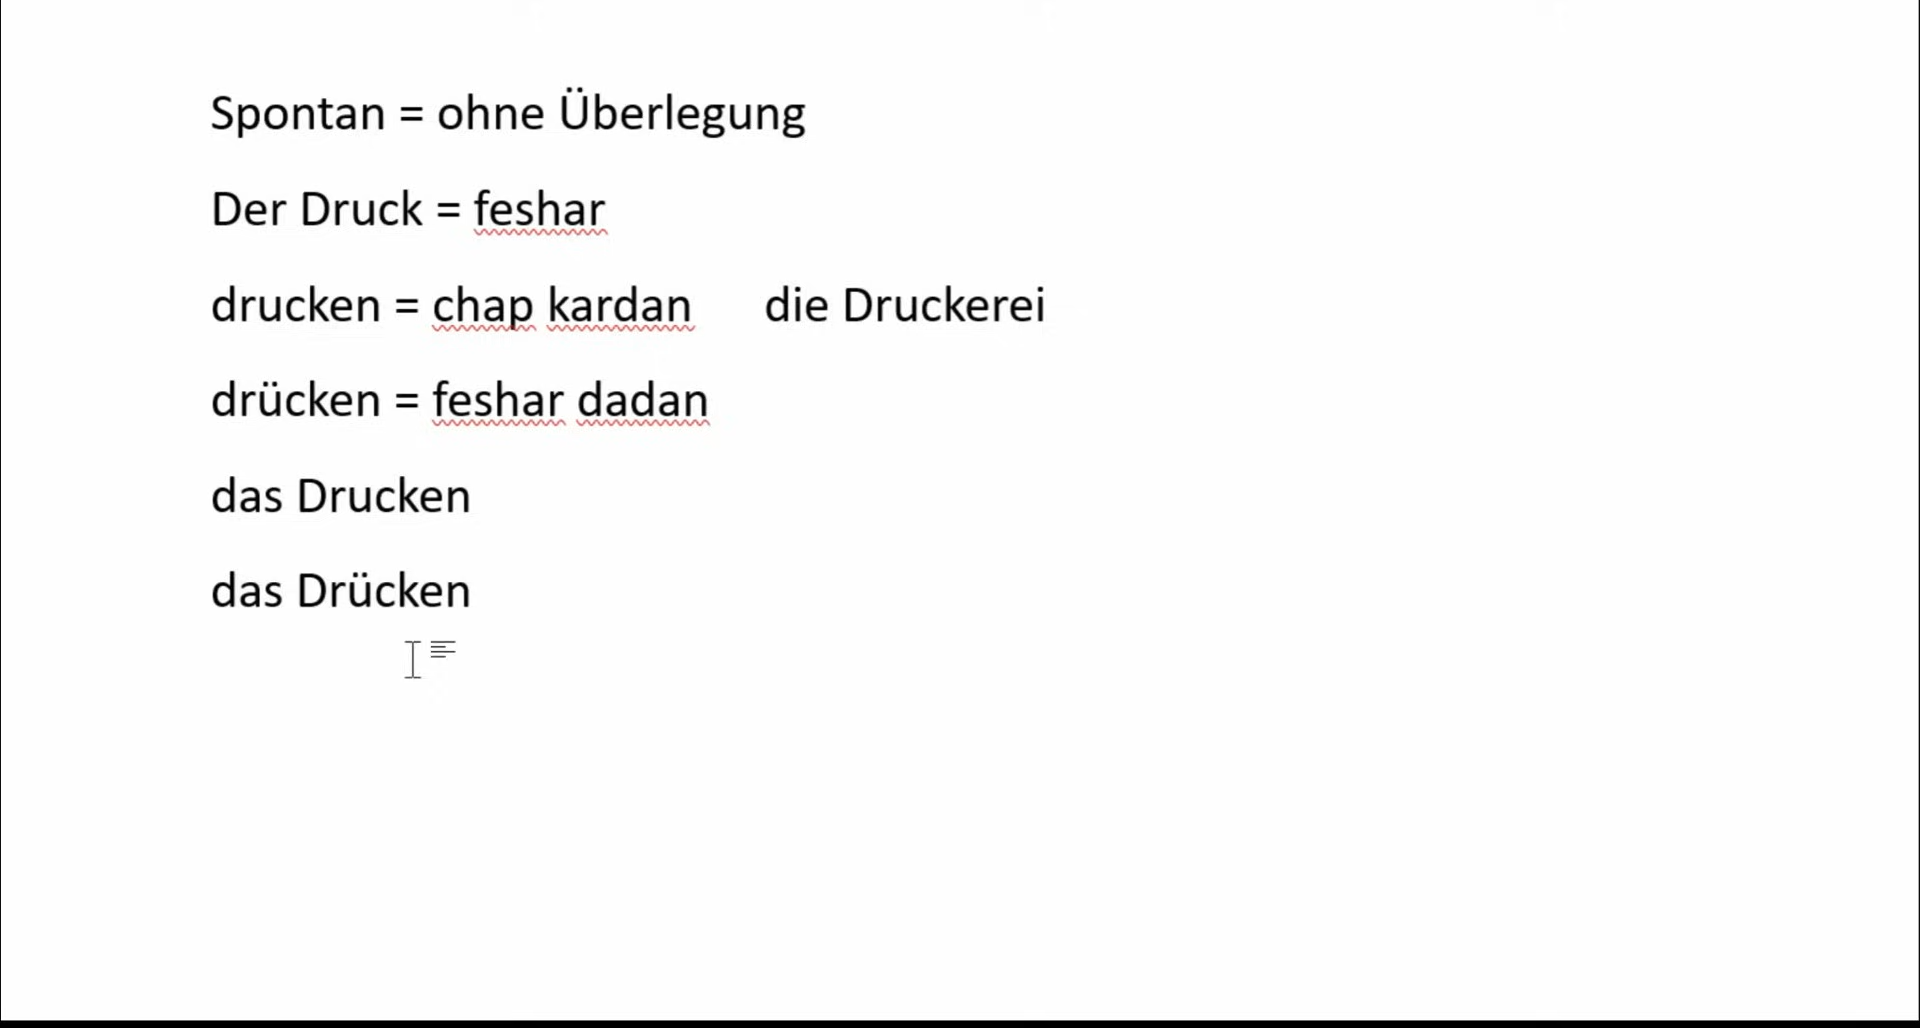 Spontan = ohne Überlegung
Der Druck = feshar
drucken = chap kardan die Druckerei
drücken = feshar dadan
das Drucken
das Drücken